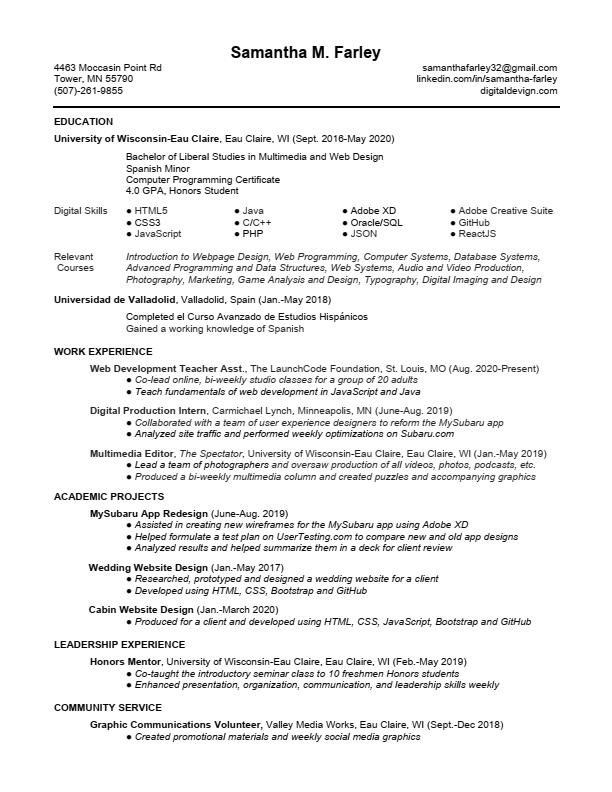 Samantha M. Farley
4463 Moccasin Point Rd
samanthafarley32@gmail.com
Tower, MN 55790
linkedin.com/in/samantha-farley
(507)-261-9855
digitaldevign.com
EDUCATION
University of Wisconsin-Eau Claire, Eau Claire, WI (Sept. 2016-May 2020)
Bachelor of Liberal Studies in Multimedia and Web Design
Spanish Minor
Computer Programming Certificate
4.0 GPA, Honors Student
Digital Skills ● HTML5 ● Java ● Adobe XD ● Adobe Creative Suite
● CSS3 ● C/C++ ● Oracle/SQL ● GitHub
● JavaScript ● PHP ● JSON ● ReactJS
Relevant Introduction to Webpage Design, Web Programming, Computer Systems, Database Systems,
Courses Advanced Programming and Data Structures, Web Systems, Audio and Video Production,
Photography, Marketing, Game Analysis and Design, Typography, Digital Imaging and Design
Universidad de Valladolid, Valladolid, Spain (Jan.-May 2018)
Completed el Curso Avanzado de Estudios Hispánicos
Gained a working knowledge of Spanish
WORK EXPERIENCE
Web Development Teacher Asst., The LaunchCode Foundation, St. Louis, MO (Aug. 2020-Present)
● Co-lead online, bi-weekly studio classes for a group of 20 adults
● Teach fundamentals of web development in JavaScript and Java
Digital Production Intern, Carmichael Lynch, Minneapolis, MN (June-Aug. 2019)
● Collaborated with a team of user experience designers to reform the MySubaru app
● Analyzed site traffic and performed weekly optimizations on Subaru.com
Multimedia Editor, The Spectator, University of Wisconsin-Eau Claire, Eau Claire, WI (Jan.-May 2019)
● Lead a team of photographers and oversaw production of all videos, photos, podcasts, etc.
● Produced a bi-weekly multimedia column and created puzzles and accompanying graphics
ACADEMIC PROJECTS
MySubaru App Redesign (June-Aug. 2019)
● Assisted in creating new wireframes for the MySubaru app using Adobe XD
● Helped formulate a test plan on UserTesting.com to compare new and old app designs
● Analyzed results and helped summarize them in a deck for client review
Wedding Website Design (Jan.-May 2017)
● Researched, prototyped and designed a wedding website for a client
● Developed using HTML, CSS, Bootstrap and GitHub
Cabin Website Design (Jan.-March 2020)
● Produced for a client and developed using HTML, CSS, JavaScript, Bootstrap and GitHub
LEADERSHIP EXPERIENCE
Honors Mentor, University of Wisconsin-Eau Claire, Eau Claire, WI (Feb.-May 2019)
● Co-taught the introductory seminar class to 10 freshmen Honors students
● Enhanced presentation, organization, communication, and leadership skills weekly
COMMUNITY SERVICE
Graphic Communications Volunteer, Valley Media Works, Eau Claire, WI (Sept.-Dec 2018)
● Created promotional materials and weekly social media graphics